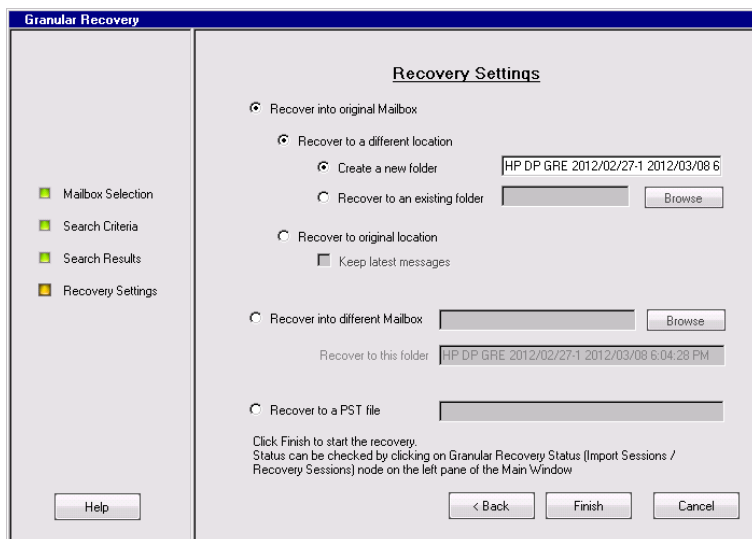 Granular Recovery
Recovery Settings
Recover into original Mailbox
Recover to a different location
Create a new folder
HP DP GRE 2012/02/27-1 2012/03/08 6
Recover to an existing folder
Browse
Recover to original location
Keep latest messages
Mailbox Selection
Search Criteria
Search Results
Recovery Settings
Recover into different Mailbox
Browse
Recover to this folder
HP DP GRE 2012/02/27-1 2012/03/08 6:04:28 PM
Recover to a PST file
Click Finish to start the recovery.
Status can be checked by clicking on Granular Recovery Status (Import Sessions /
Recovery Sessions) node on the left pane of the Main Window
Help
< Back
Finish
Cancel